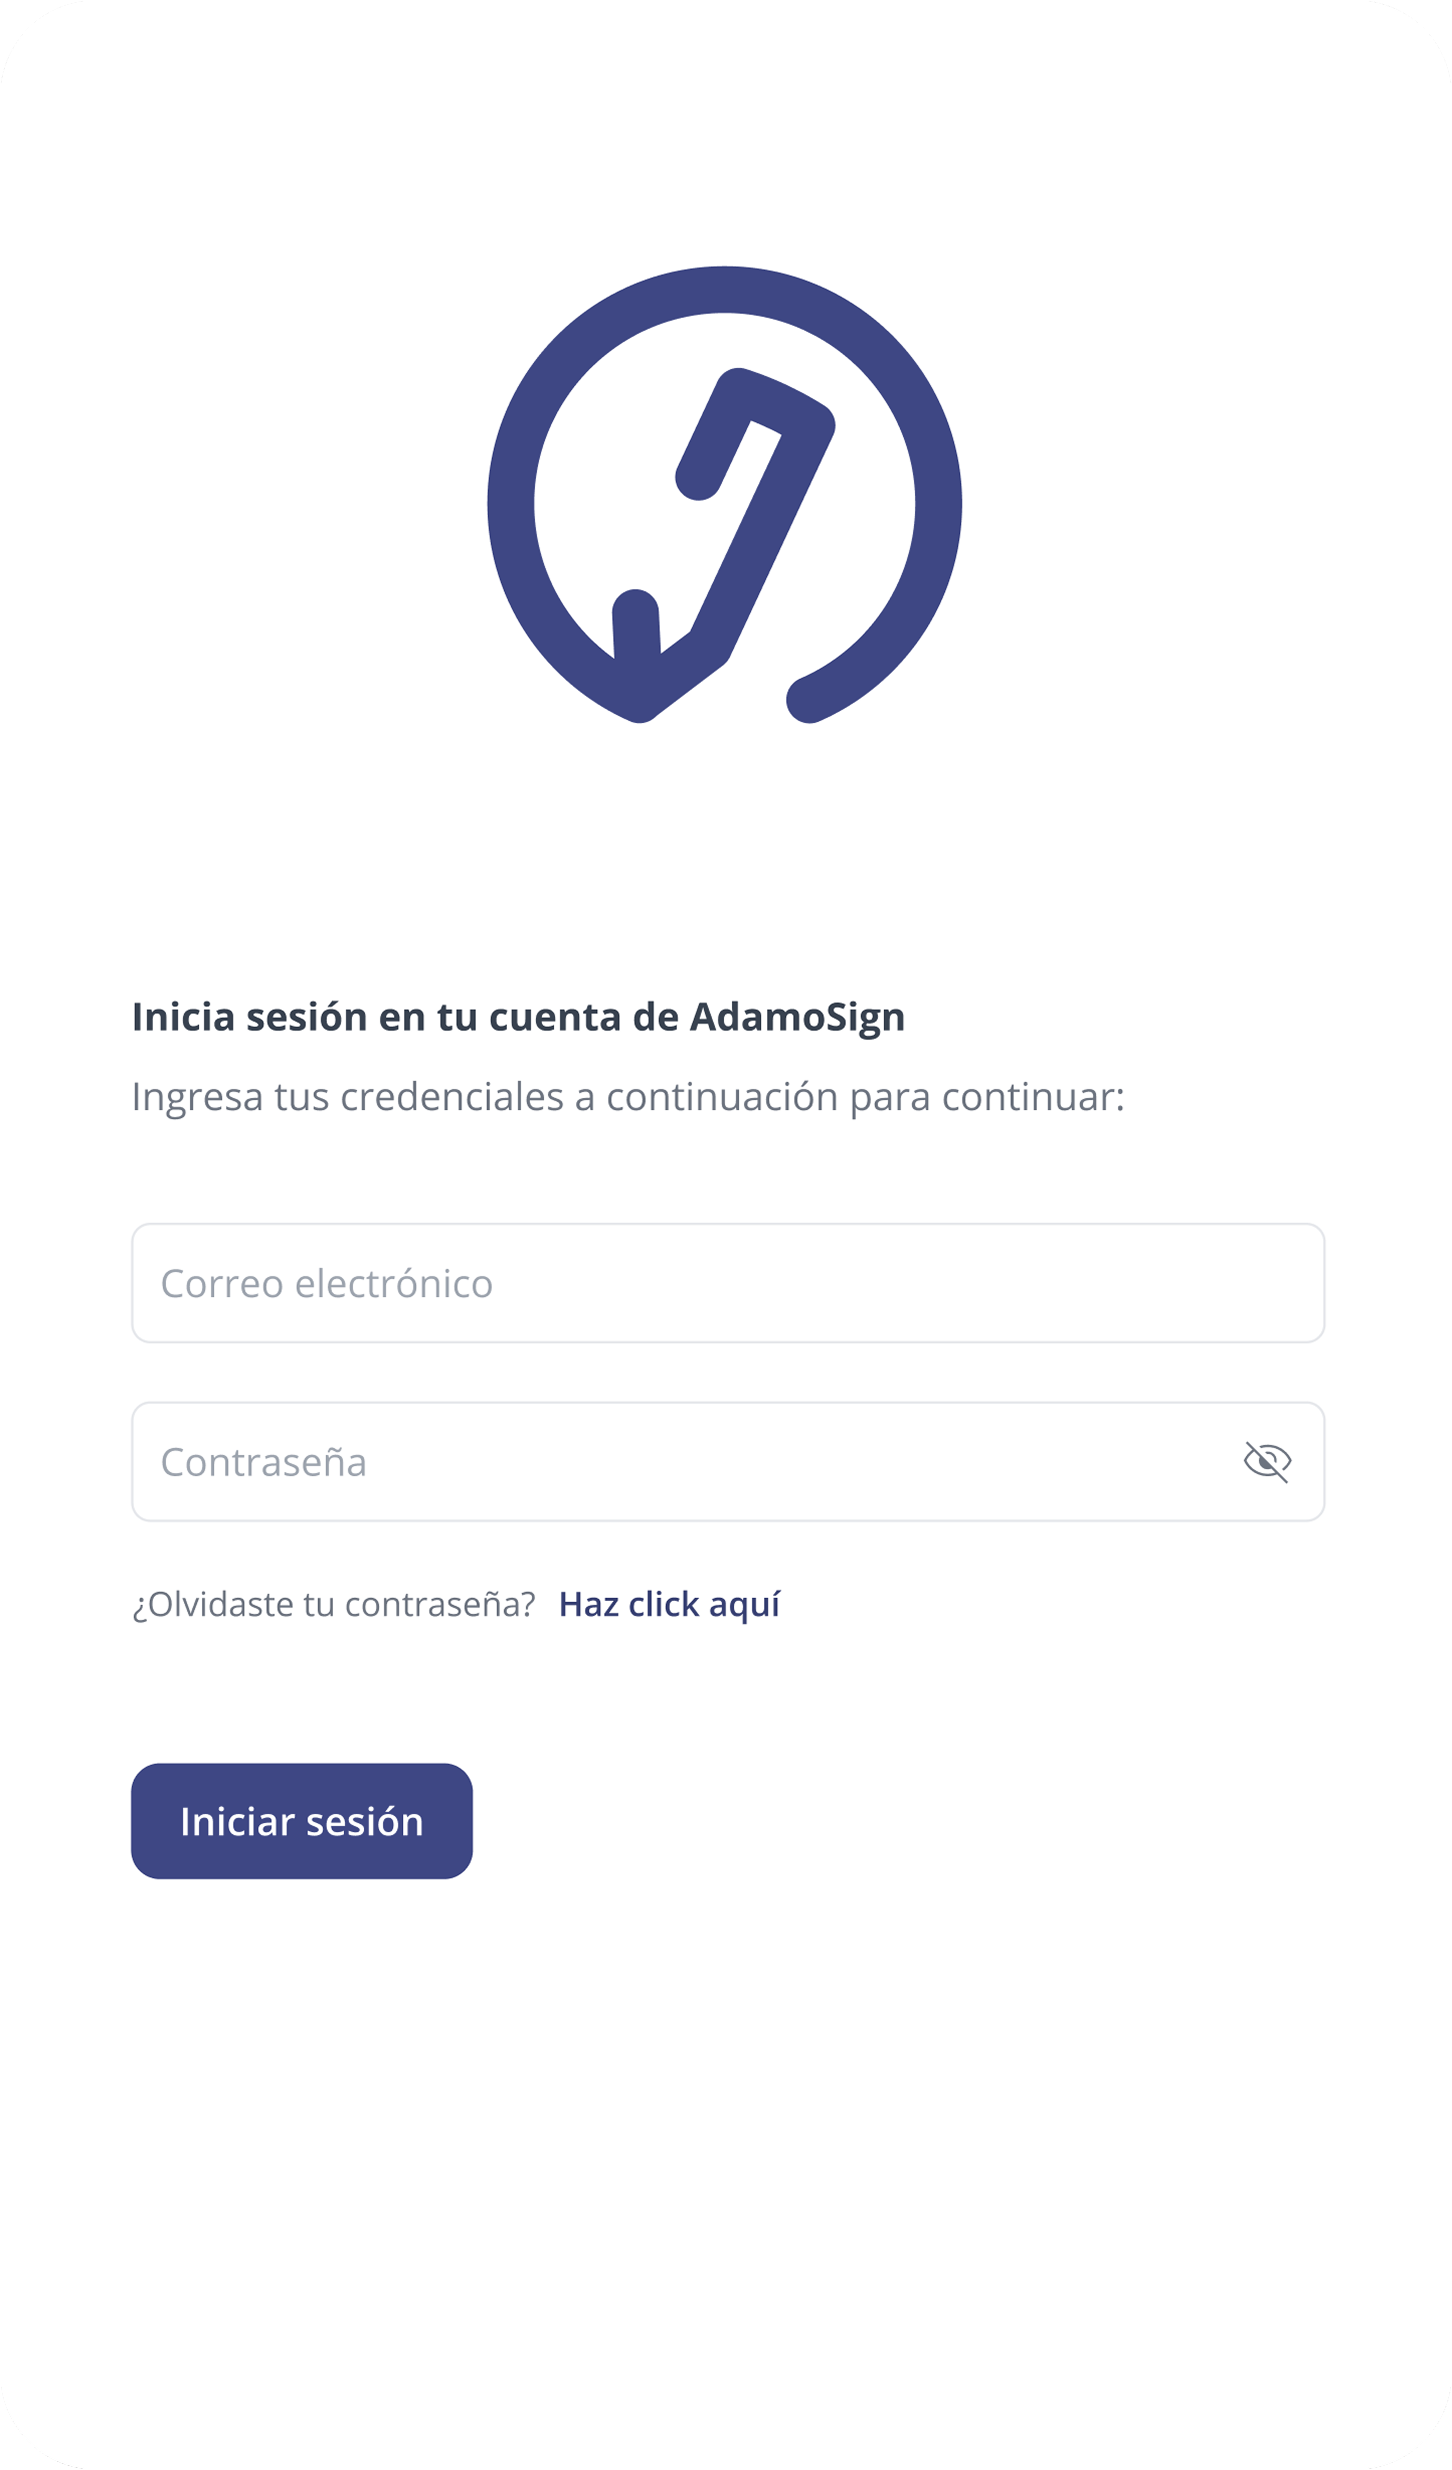 Inicia sesión en tu cuenta de AdamoSign
Ingresa tus credenciales a continuación para continuar:
Correo electrónico
Contraseña
¿Olvidaste tu contraseña? Haz click aquí
Iniciar sesión